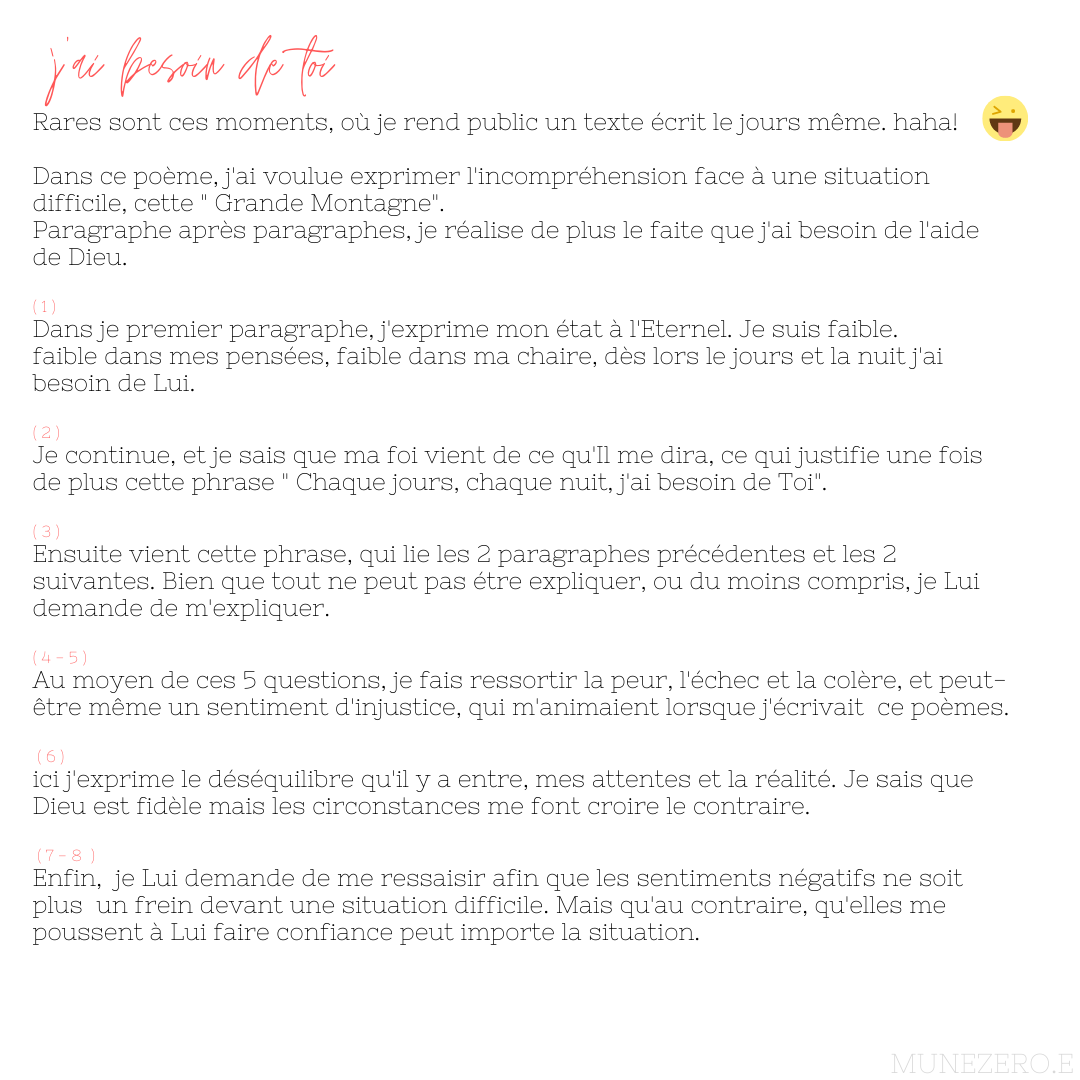 j'ai besoin de toi
Rares sont ces moments, où je rend public un texte écrit le jours même. haha!
Dans ce poème, j'ai voulue exprimer l'incompréhension face à une situation
difficile, cette " Grande Montagne".
Paragraphe après paragraphes, je réalise de plus le faite que j'ai besoin de l'aide
de Dieu.
(1)
Dans je premier paragraphe, j'exprime mon état à l'Eternel. Je suis faible.
faible dans mes pensées, faible dans ma chaire, dès lors le jours et la nuit j'ai
besoin de Lui.
(2)
Je continue, et je sais que ma foi vient de ce qu'Il me dira, ce qui justifie une fois
de plus cette phrase " Chaque jours, chaque nuit, j'ai besoin de Toi".
(3)
Ensuite vient cette phrase, qui lie les 2 paragraphes précédentes et les 2
suivantes. Bien que tout ne peut pas étre expliquer, ou du moins compris, je Lui
demande de m'expliquer.
(4-5)
Au moyen de ces 5 questions, je fais ressortir la peur, l'échec et la colère, et peut-
être même un sentiment d'injustice, qui m'animaient lorsque j'écrivait  ce poèmes.
(6)
ici j'exprime le déséquilibre qu'il y a entre, mes attentes et la réalité. Je sais que
Dieu est fidèle mais les circonstances me font croire le contraire.
(7-8 )
Enfin,  je Lui demande de me ressaisir afin que les sentiments négatifs ne soit
plus  un frein devant une situation difficile. Mais qu'au contraire, qu'elles me
poussent à Lui faire confiance peut importe la situation.
MUNEZERO.E